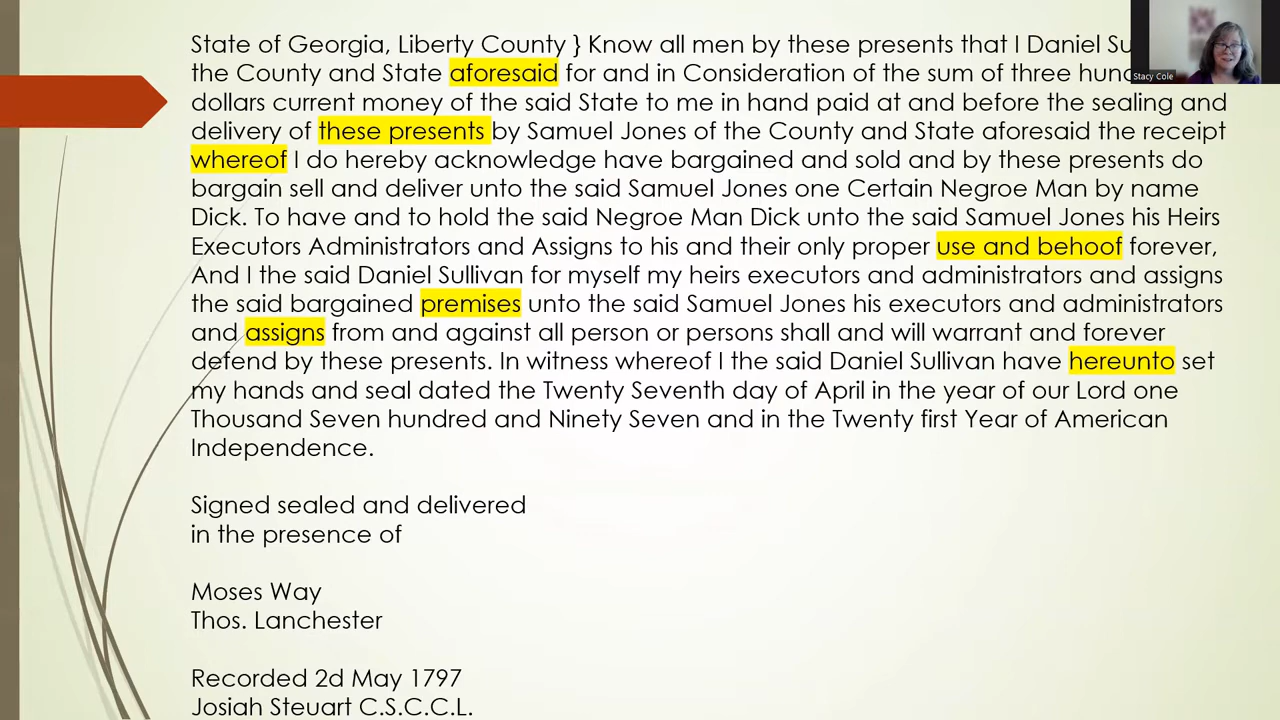 State of Georgia, Liberty County } Know all men by these presents that I Daniel
the County and State aforesaid for and in Consideration of the sum of three
dollars current money of the said State to me in hand paid at and before the sealing and
delivery of these presents by Samuel Jones of the County and State aforesaid the receipt
whereof I do hereby acknowledge have bargained and sold and by these presents do
bargain sell and deliver unto the said Samuel Jones one Certain Negroe Man by name
Dick. To have and to hold the said Negroe Man Dick unto the said Samuel Jones his Heirs
Executors Administrators and Assigns to his and their only proper use and behoof forever,
And I the said Daniel Sullivan for myself my heirs executors and administrators and assigns
the said bargained premises unto the said Samuel Jones his executors and administrators
and assigns from and against all person or persons shall and will warrant and forever
defend by these presents. In witness whereof I the said Daniel Sullivan have hereunto set
my hands and seal dated the Twenty Seventh day of April in the year of our Lord one
Thousand Seven hundred and Ninety Seven and in the Twenty first Year of American
Independence.
Signed sealed and delivered
in the presence of
Moses Way
Thos. Lanchester
Recorded 2d May 1797
Josiah Steuart C.S.C.C.L.
Stacy Cole